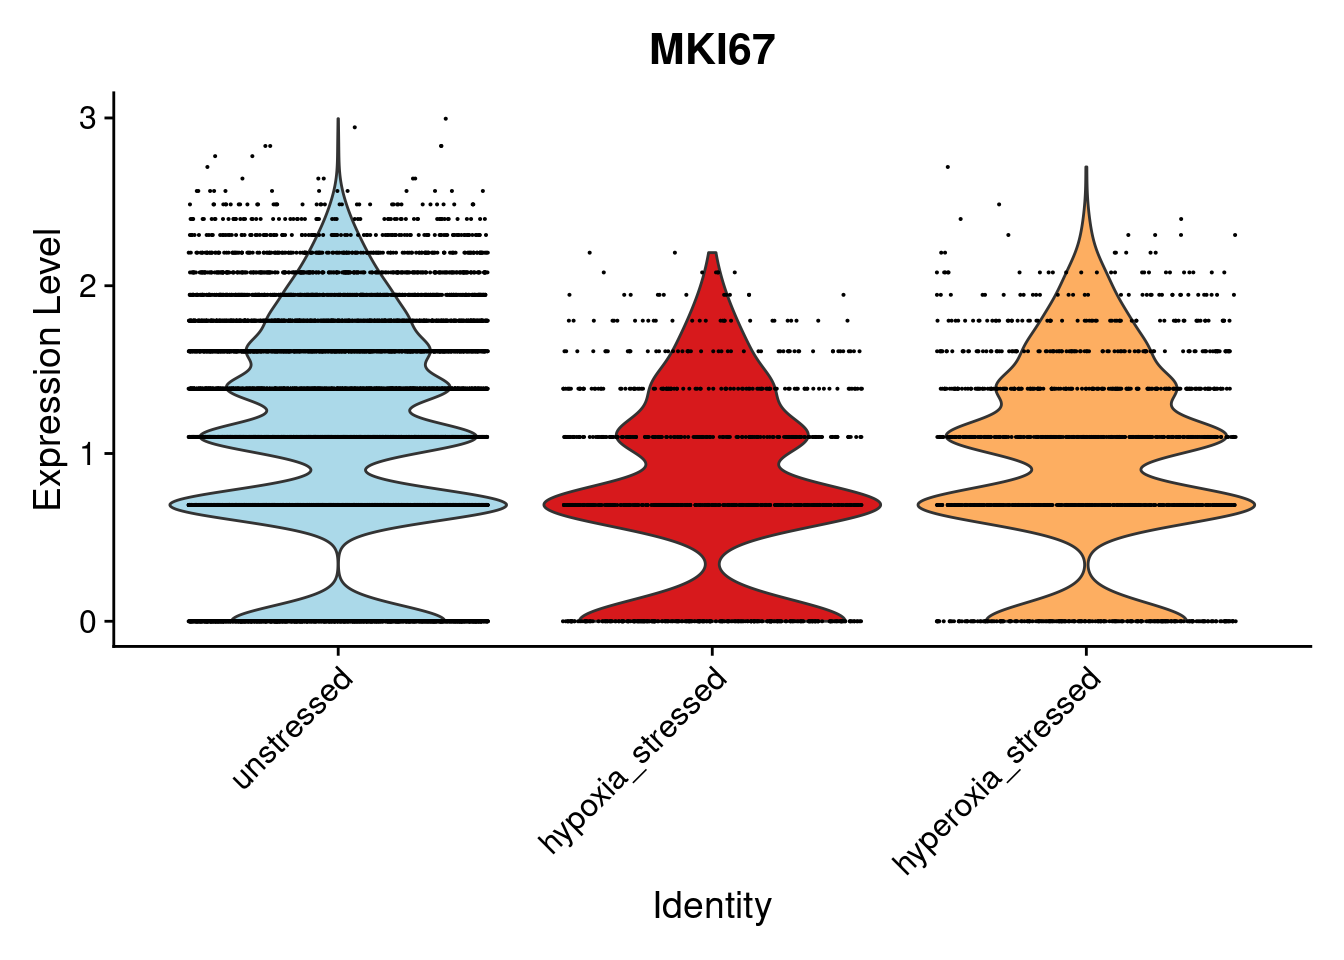 MKI67
Expression Level
3
2
1
0
unstressed
hypoxia_stressed
hyperoxia_stressed
Identity